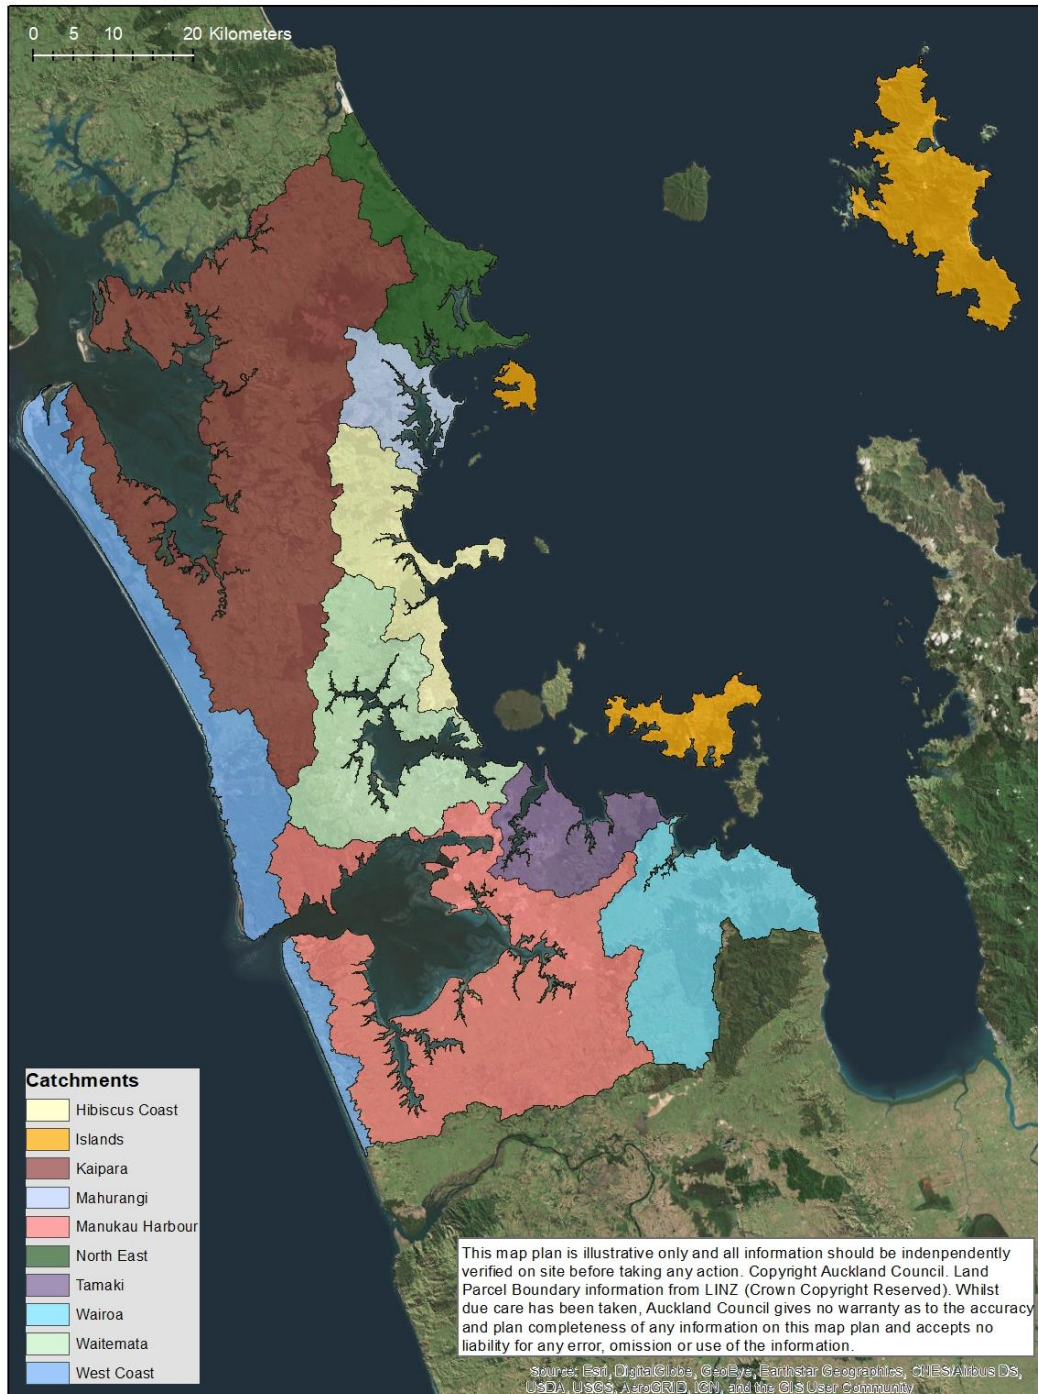 0 5 10 20 Kilometers
Catchments
Hibiscus Coast
Islands
Kaipara
Mahurangi
Manukau Harbour
North East
Tamaki
Wairoa
Waitemata
West Coast
This map plan is illustrative only and all information should be indenpendently
verified on site before taking any action. Copyright Auckland Council. Land
Parcel Boundary information from LINZ (Crown Copyright Reserved). Whilst
due care has been taken, Auckland Council gives no warranty as to the accuracy
and plan completeness of any information on this map plan and accepts no
liability for any error, omission or use of the information.
Source: Esri, DigitalGlobe, GeoEye, Earthstar Geographics, CNES/Airbus DS,
USDA, USGS, AeroGRID, IGN, and the GIS User Community